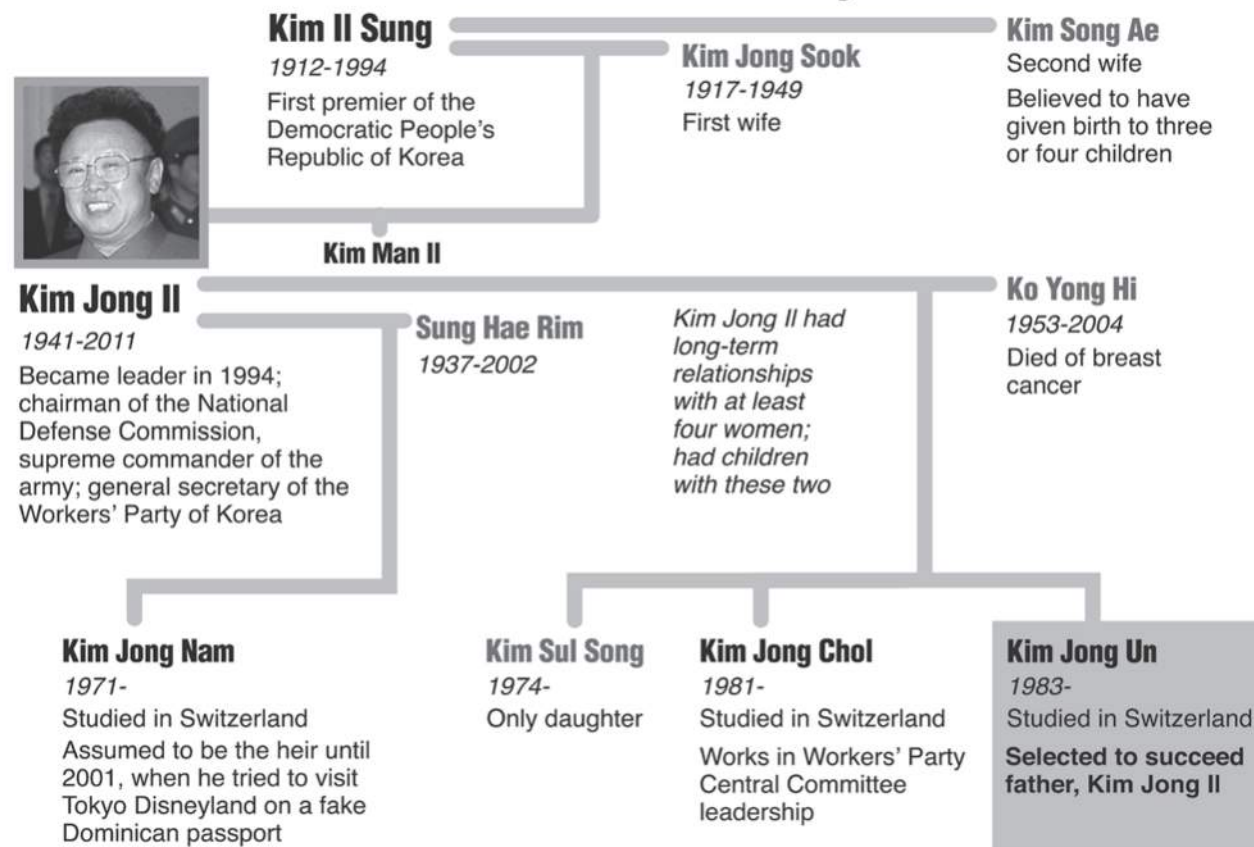 Kim Il Sung
1912-1994
First premier of the
Democratic People's
Republic of Korea
Kim Jong Sook
1917-1949
First wife
Kim Song Ae
Second wife
Believed to have
given birth to three
or four children
Kim Man Il
Kim Jong Il
1941-2011
Became leader in 1994;
chairman of the National
Defense Commission,
supreme commander of the
army; general secretary of the
Workers' Party of Korea
Sung Hae Rim
1937-2002
Kim Jong Il had
long-term
relationships
with at least
four women;
had children
with these two
Ko Yong Hi
1953-2004
Died of breast
cancer
Kim Jong Nam
1971-
Studied in Switzerland
Assumed to be the heir until
2001, when he tried to visit
Tokyo Disneyland on a fake
Dominican passport
Kim Sul Song
1974-
Only daughter
Kim Jong Chol
1981-
Studied in Switzerland
Works in Workers' Party
Central Committee
leadership
Kim Jong Un
1983-
Studied in Switzerland
Selected to succeed
father, Kim Jong Il